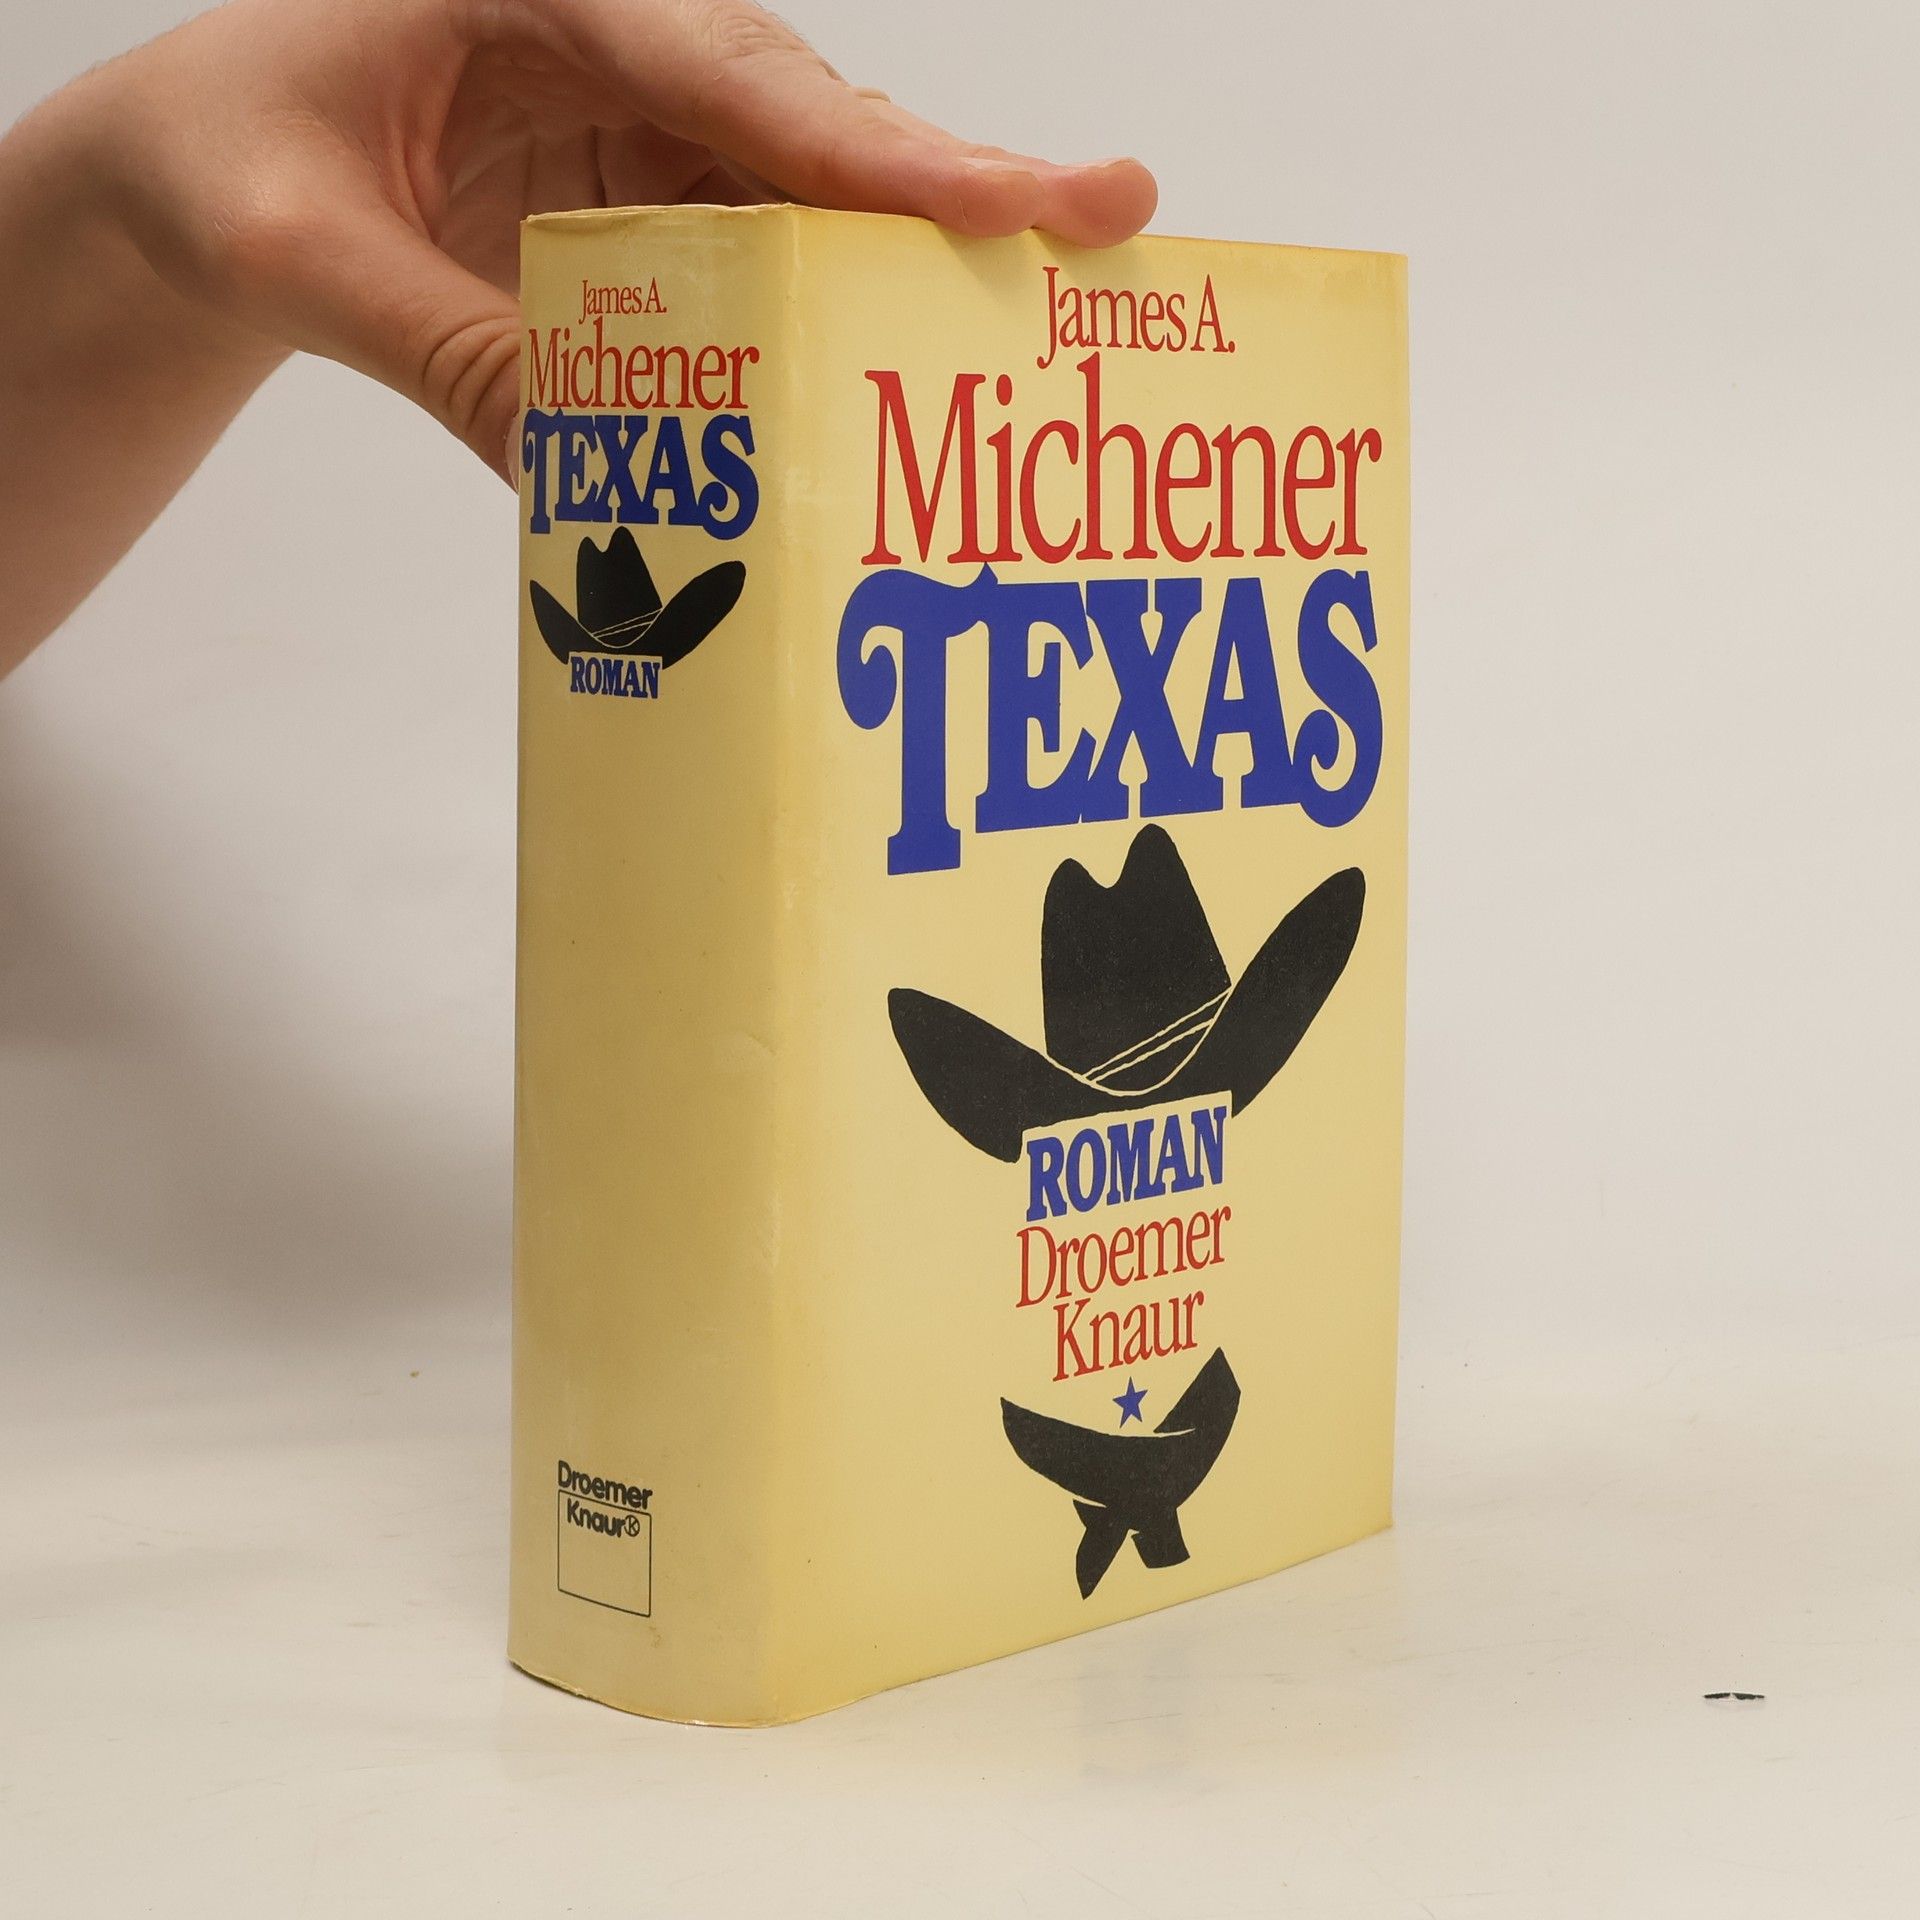 James A.
Michener
TEXAS
ROMAN
Droemer
Knaur
James A.
Michener
TEXAS
ROMAN
Droemer
Knaur